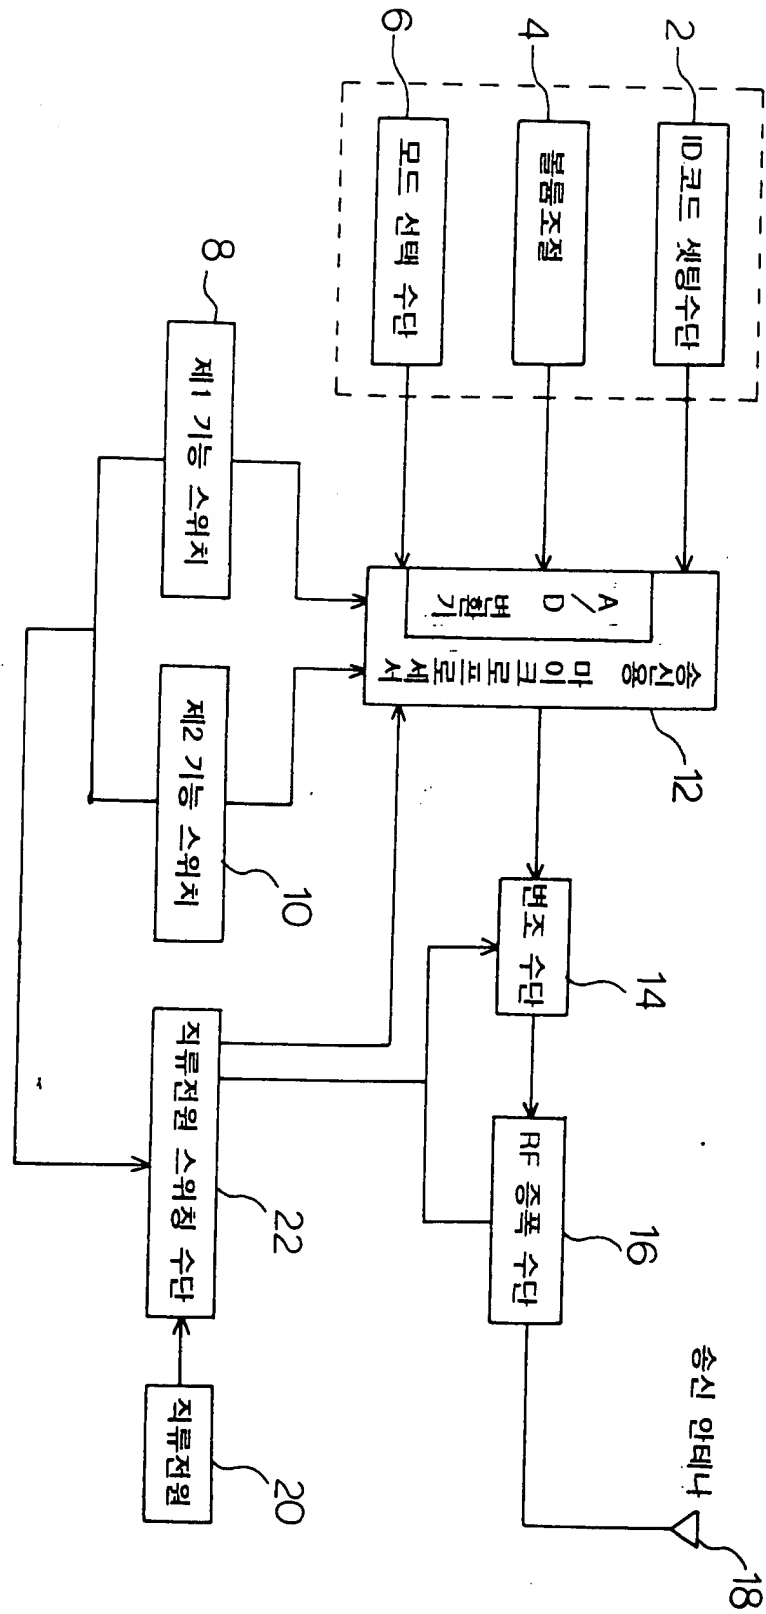 2
ID코드 셋팅수단
4
볼륨조절
6
모드 선택 수단
A/D
변환기
송신용
마이크로프로세서
12
변조 수단
14
RF 증폭 수단
16
송신 안테나
18
8
제1 기능 스위치
제2 기능 스위치
10
직류전원 스위칭 수단
22
직류전원
20